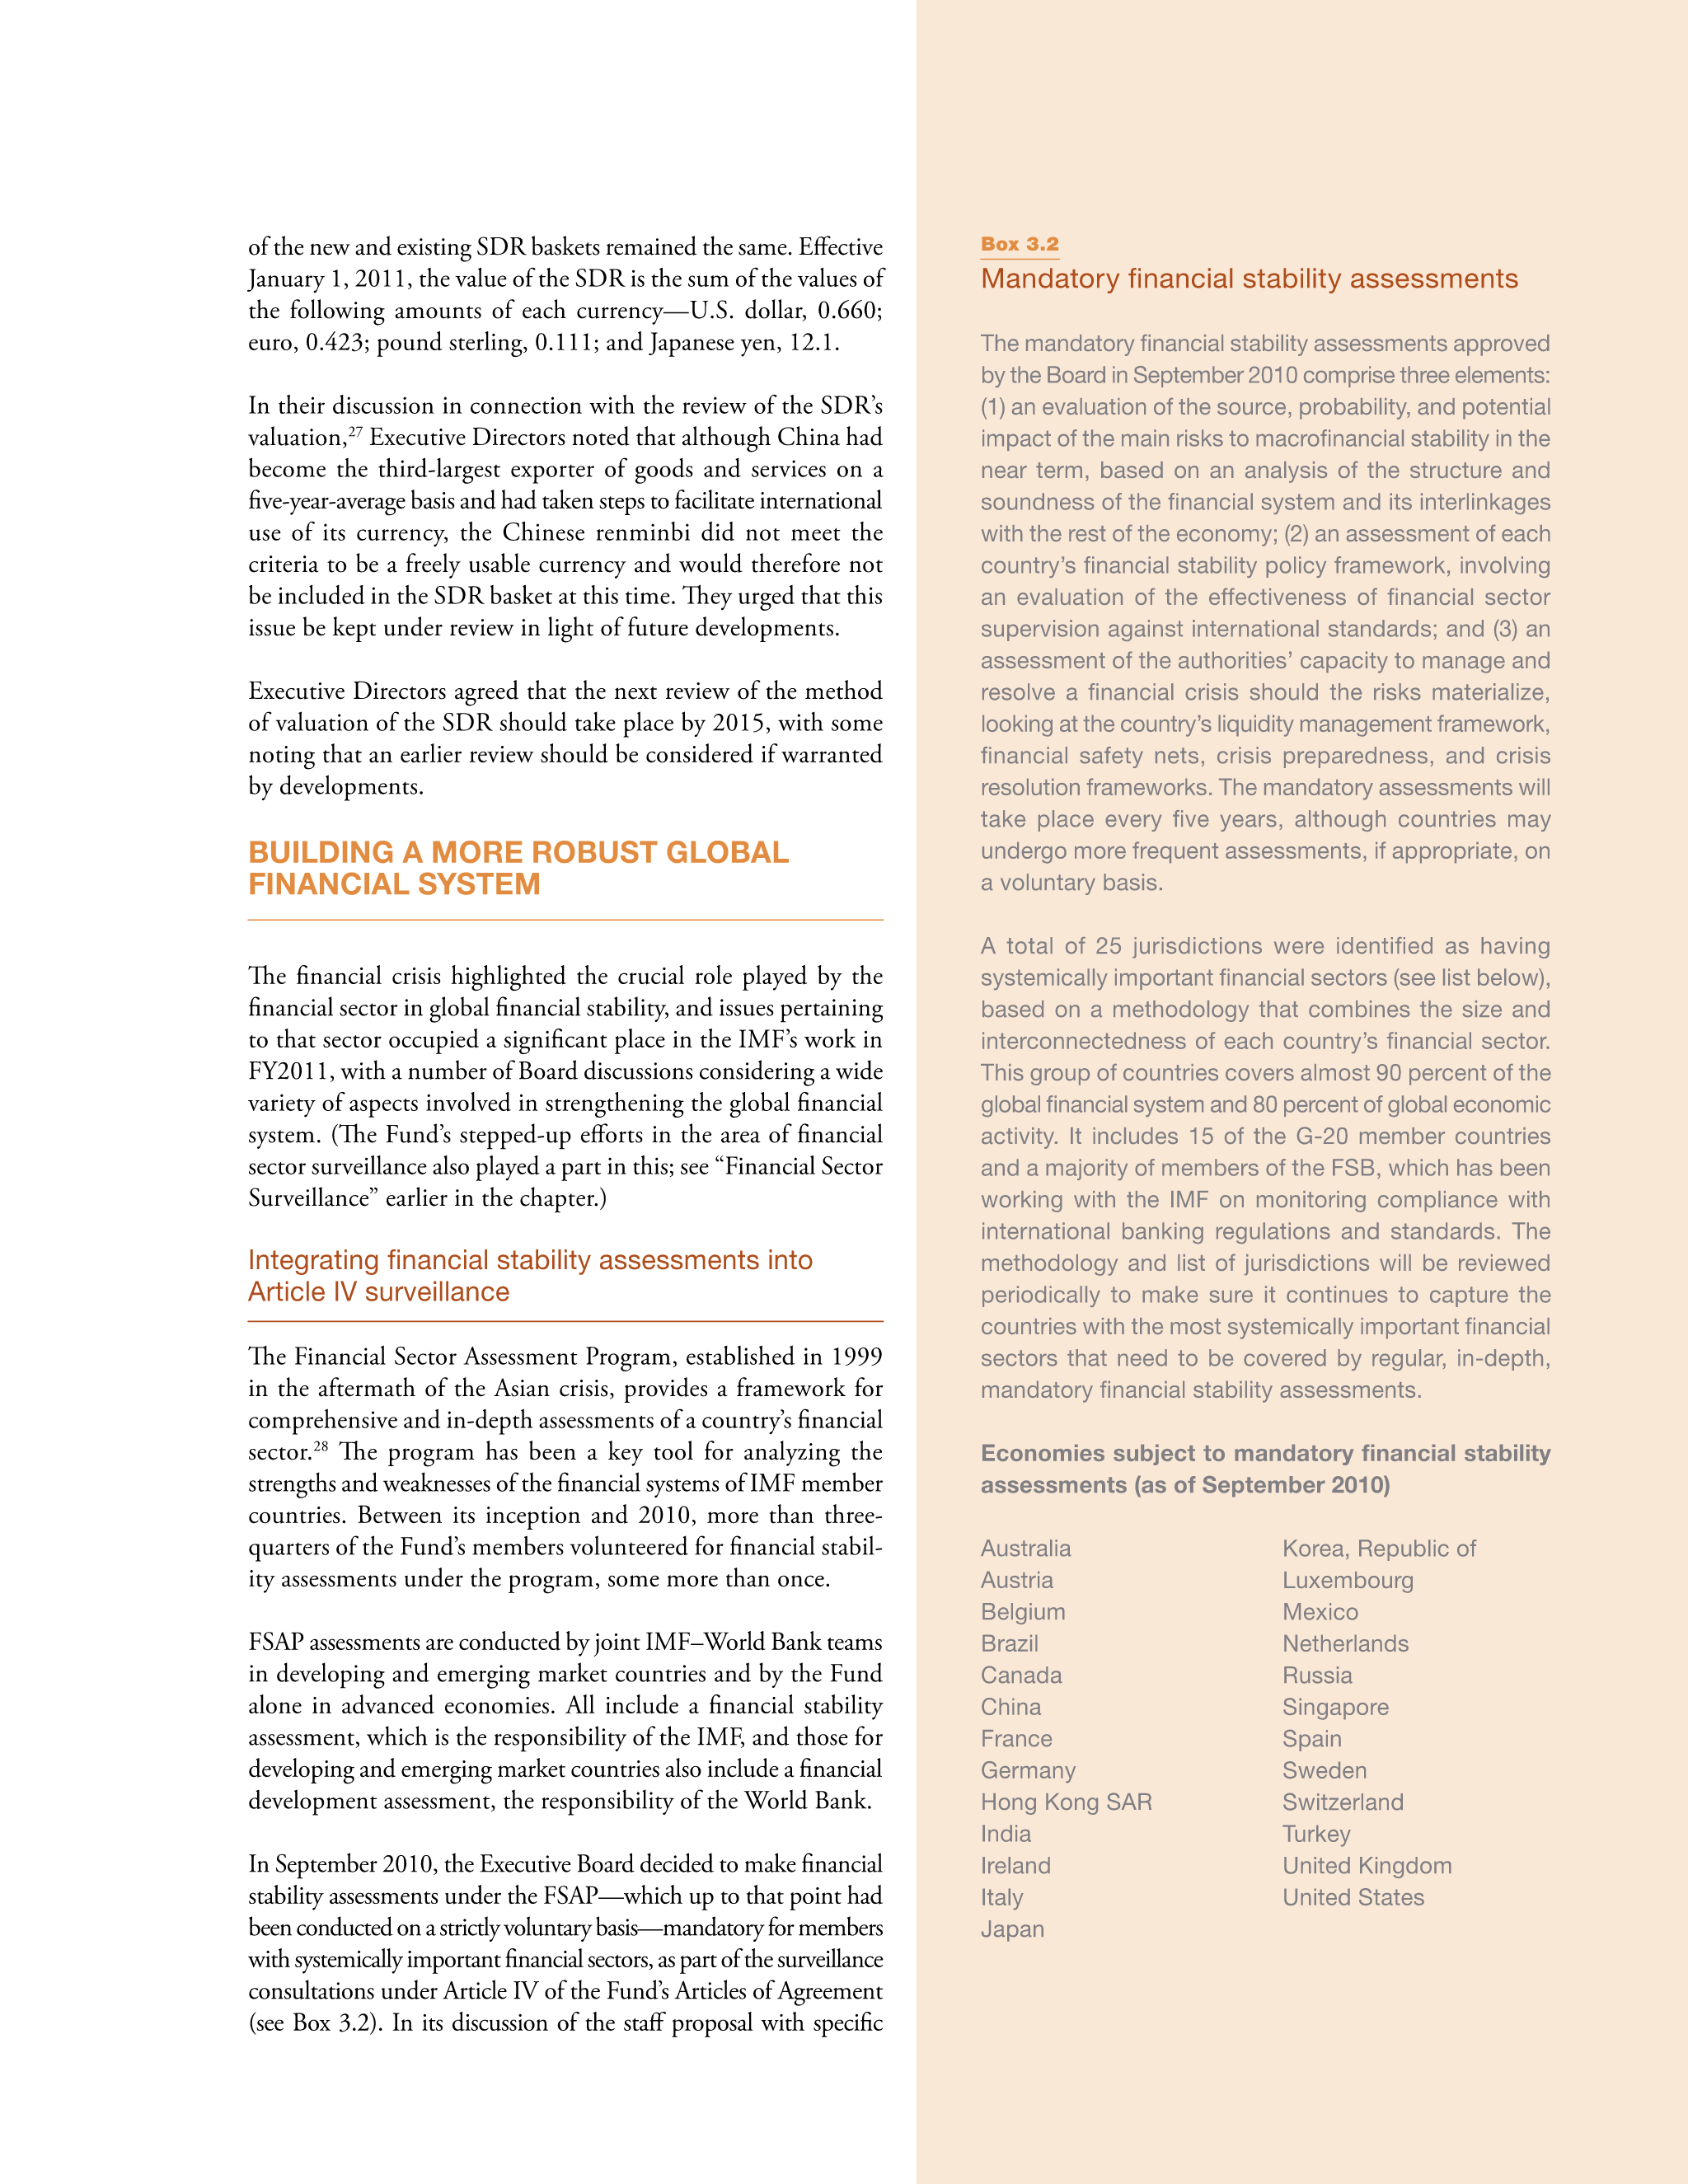 of the new and existing SDR baskets remained the same. Effective
January 1, 2011, the value of the SDR is the sum of the values of
the following amounts of each currency—U.S. dollar, 0.660;
euro, 0.423; pound sterling, 0.111; and Japanese yen, 12.1.
In their discussion in connection with the review of the SDR’s
valuation,27 Executive Directors noted that although China had
become the third-largest exporter of goods and services on a
five-year-average basis and had taken steps to facilitate international
use of its currency, the Chinese renminbi did not meet the
criteria to be a freely usable currency and would therefore not
be included in the SDR basket at this time. They urged that this
issue be kept under review in light of future developments.
Executive Directors agreed that the next review of the method
of valuation of the SDR should take place by 2015, with some
noting that an earlier review should be considered if warranted
by developments.
BUILDING A MORE ROBUST GLOBAL
FINANCIAL SYSTEM
The financial crisis highlighted the crucial role played by the
financial sector in global financial stability, and issues pertaining
to that sector occupied a significant place in the IMF’s work in
FY2011, with a number of Board discussions considering a wide
variety of aspects involved in strengthening the global financial
system. (The Fund’s stepped-up efforts in the area of financial
sector surveillance also played a part in this; see “Financial Sector
Surveillance” earlier in the chapter.)
Integrating financial stability assessments into
Article IV surveillance
The Financial Sector Assessment Program, established in 1999
in the aftermath of the Asian crisis, provides a framework for
comprehensive and in-depth assessments of a country’s financial
sector.28 The program has been a key tool for analyzing the
strengths and weaknesses of the financial systems of IMF member
countries. Between its inception and 2010, more than three-
quarters of the Fund’s members volunteered for financial stabil-
ity assessments under the program, some more than once.
FSAP assessments are conducted by joint IMF–World Bank teams
in developing and emerging market countries and by the Fund
alone in advanced economies. All include a financial stability
assessment, which is the responsibility of the IMF, and those for
developing and emerging market countries also include a financial
development assessment, the responsibility of the World Bank.
In September 2010, the Executive Board decided to make financial
stability assessments under the FSAP—which up to that point had
been conducted on a strictly voluntary basis—mandatory for members
with systemically important financial sectors, as part of the surveillance
consultations under Article IV of the Fund’s Articles of Agreement
(see Box 3.2). In its discussion of the staff proposal with specific
Box 3.2
Mandatory financial stability assessments
The mandatory financial stability assessments approved
by the Board in September 2010 comprise three elements:
(1) an evaluation of the source, probability, and potential
impact of the main risks to macrofinancial stability in the
near term, based on an analysis of the structure and
soundness of the financial system and its interlinkages
with the rest of the economy; (2) an assessment of each
country’s financial stability policy framework, involving
an evaluation of the effectiveness of financial sector
supervision against international standards; and (3) an
assessment of the authorities’ capacity to manage and
resolve a financial crisis should the risks materialize,
looking at the country’s liquidity management framework,
financial safety nets, crisis preparedness, and crisis
resolution frameworks. The mandatory assessments will
take place every five years, although countries may
undergo more frequent assessments, if appropriate, on
a voluntary basis.
A total of 25 jurisdictions were identified as having
systemically important financial sectors (see list below),
based on a methodology that combines the size and
interconnectedness of each country’s financial sector.
This group of countries covers almost 90 percent of the
global financial system and 80 percent of global economic
activity. It includes 15 of the G-20 member countries
and a majority of members of the FSB, which has been
working with the IMF on monitoring compliance with
international banking regulations and standards. The
methodology and list of jurisdictions will be reviewed
periodically to make sure it continues to capture the
countries with the most systemically important financial
sectors that need to be covered by regular, in-depth,
mandatory financial stability assessments.
Economies subject to mandatory financial stability
assessments (as of September 2010)
Australia
Austria
Belgium
Brazil
Canada
China
France
Germany
Hong Kong SAR
India
Ireland
Italy
Japan
Korea, Republic of
Luxembourg
Mexico
Netherlands
Russia
Singapore
Spain
Sweden
Switzerland
Turkey
United Kingdom
United States